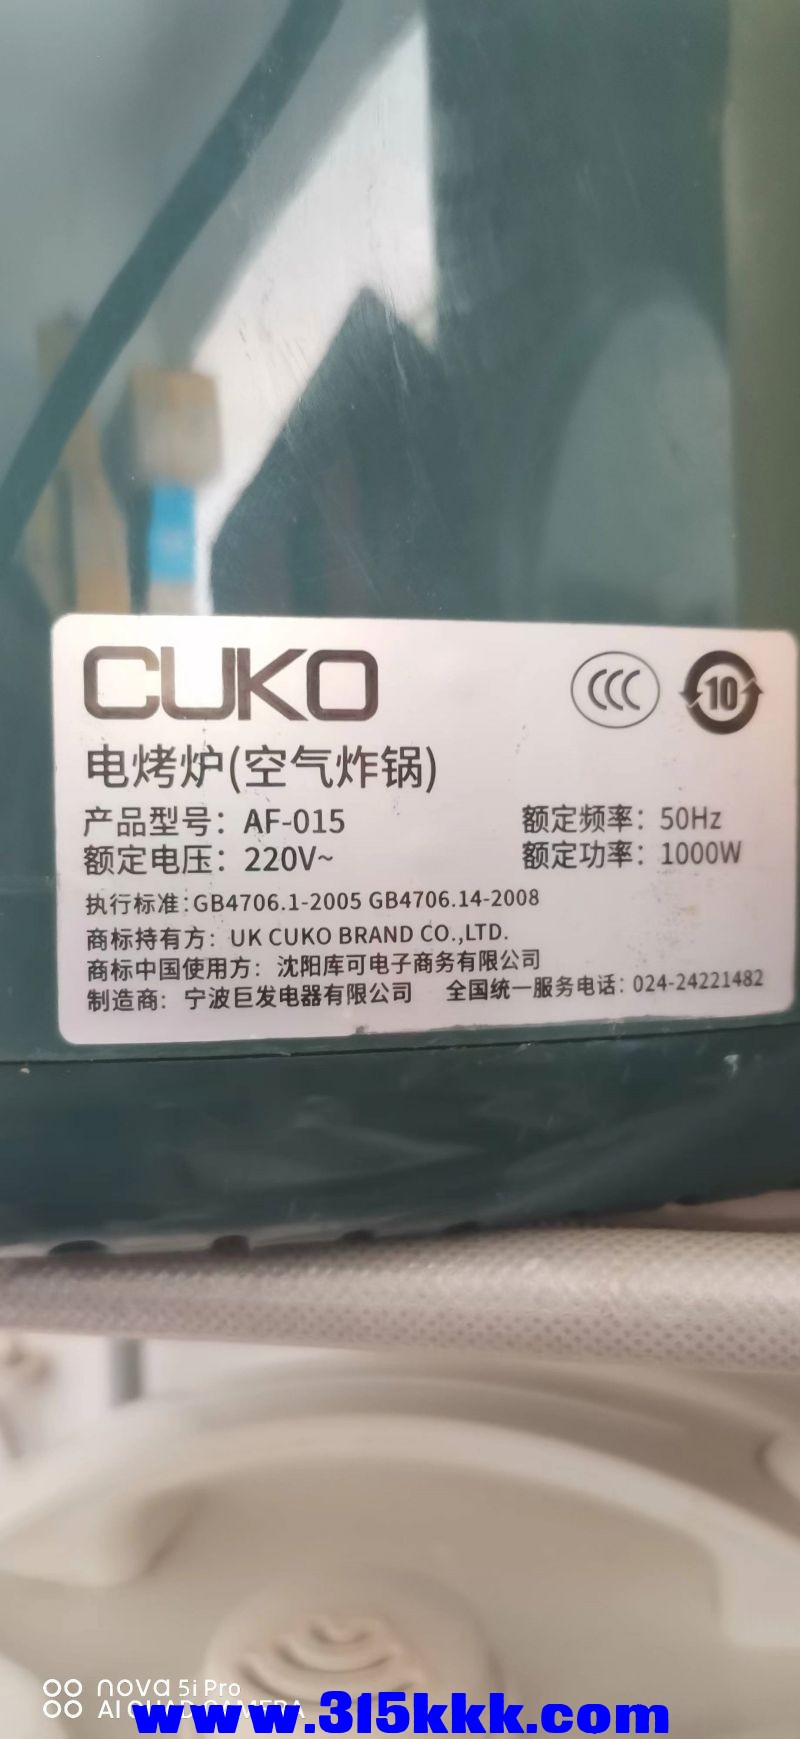 CUKO
CCC
10
电烤炉(空气炸锅)
产品型号：AF-015
额定频率：50Hz
额定电压：220V~
额定功率：1000W
执行标准:GB4706.1-2005 GB4706.14-2008
商标持有方：UK CUKO BRAND CO.,LTD.
商标中国使用方：沈阳库可电子商务有限公司
制造商：宁波巨发电器有限公司 全国统一服务电话：024-24221482
nova 5i Pro
AI QUAD CAMERA
www.315kkk.com